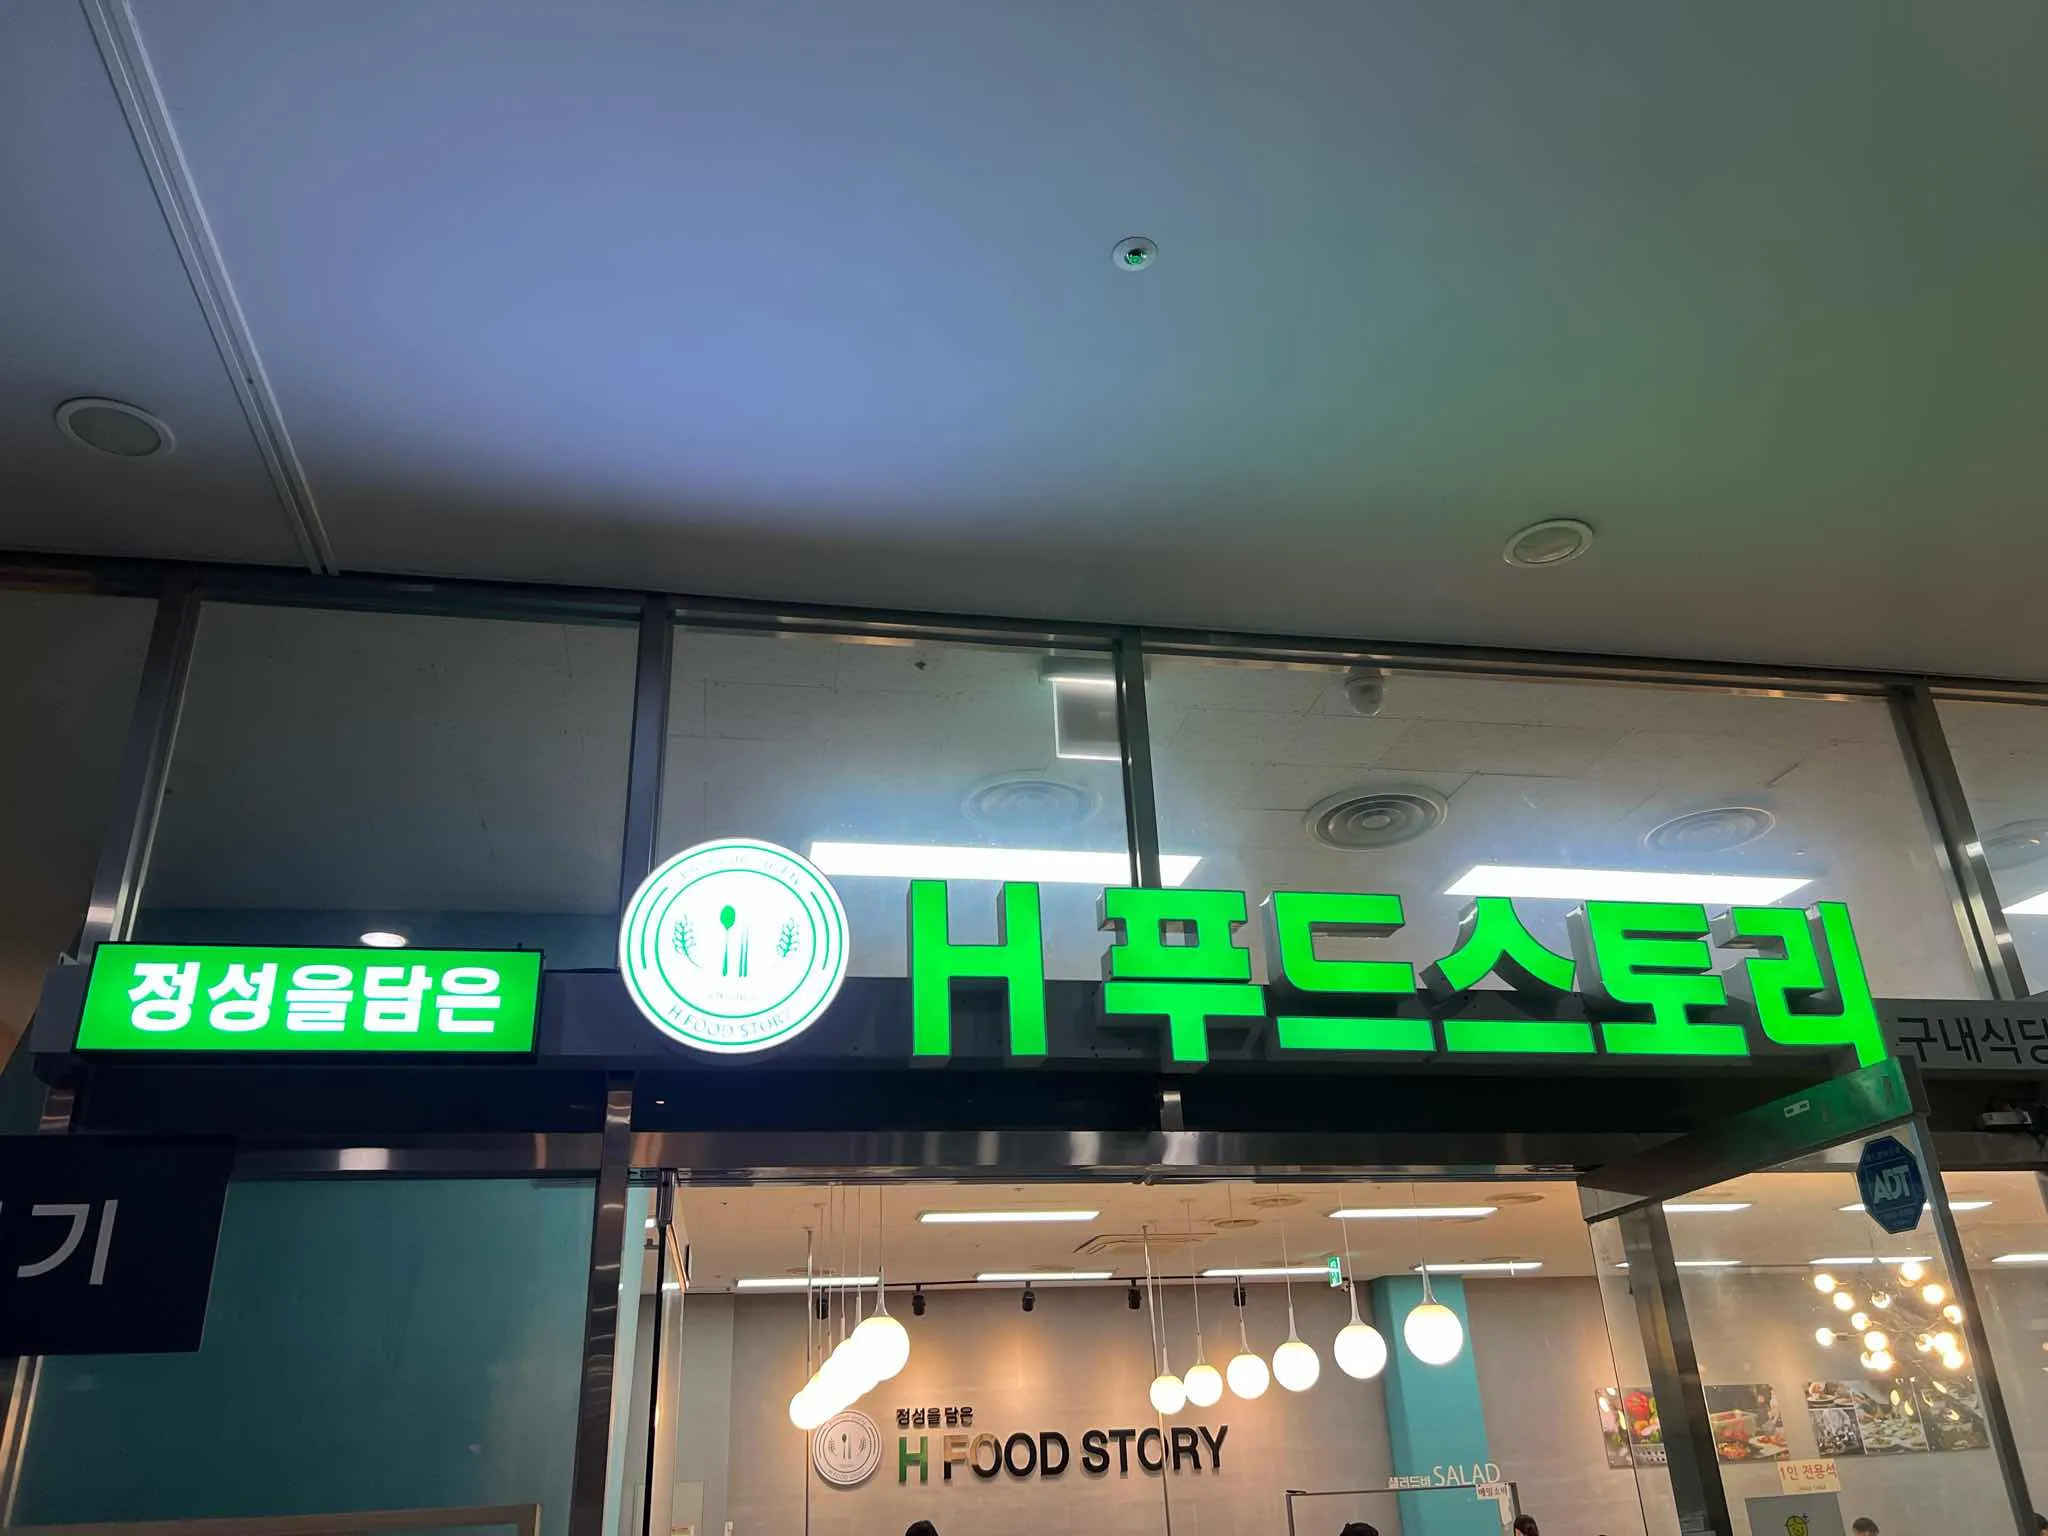 정성을담은
H FOOD STORY
H 푸드스토리
구내식당
기
ADT
정성을 담은
H FOOD STORY
샐러드바 SALAD
1인 전용석